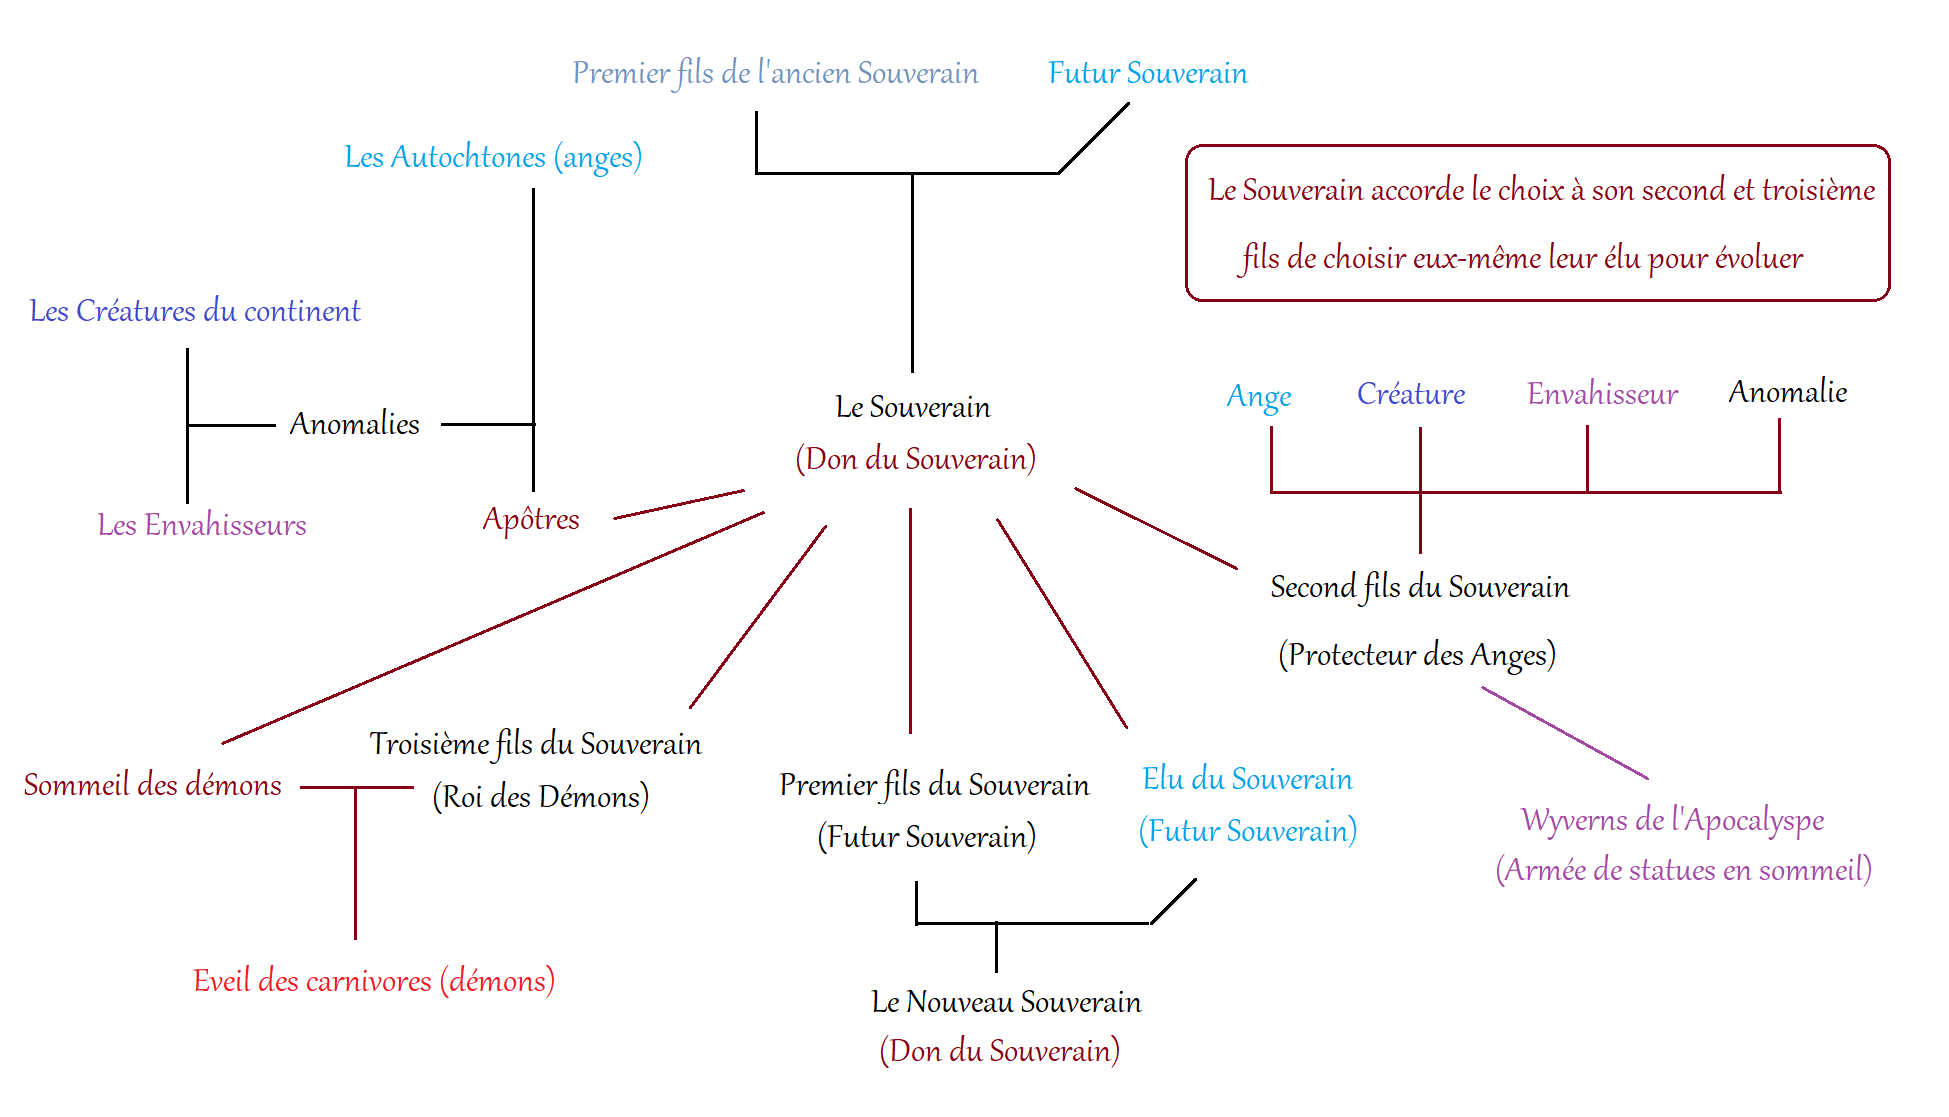 Premier fils de l'ancien Souverain
Futur Souverain
Les Autochtones (anges)
Le Souverain accorde le choix à son second et troisième
fils de choisir eux-même leur élu pour évoluer
Les Créatures du continent
Anomalies
Les Envahisseurs
Apôtres
Le Souverain
(Don du Souverain)
Ange
Créature
Envahisseur
Anomalie
Second fils du Souverain
(Protecteur des Anges)
Sommeil des démons
Troisième fils du Souverain
(Roi des Démons)
Premier fils du Souverain
(Futur Souverain)
Elu du Souverain
(Futur Souverain)
Wyverns de l'Apocalyspe
(Armée de statues en sommeil)
Eveil des carnivores (démons)
Le Nouveau Souverain
(Don du Souverain)